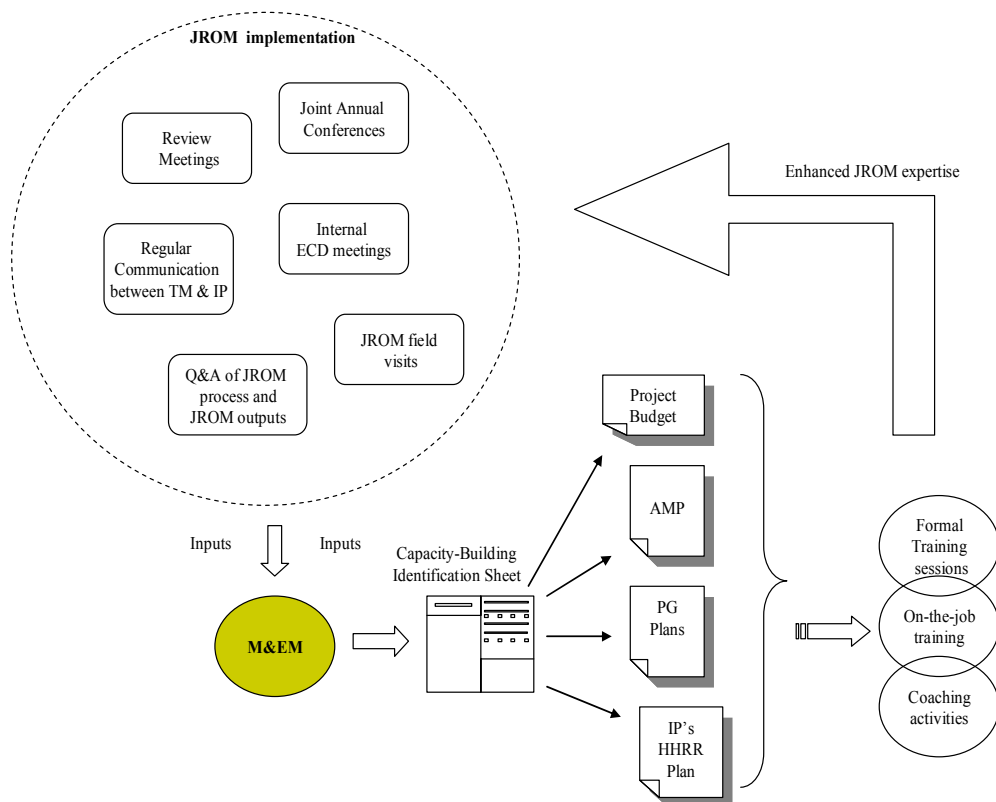 JROM implementation
Joint Annual
Conferences
Review
Meetings
Enhanced JROM expertise
Internal
ECD meetings
Regular
Communication
between TM & IP
JROM field
visits
Q&A of JROM
process and
JROM outputs
Project
Budget
AMP
Inputs
Inputs
Capacity-Building
Identification Sheet
Formal
Training
sessions
PG
Plans
On-the-job
training
M&EM
Coaching
activities
IP's
HHRR
Plan